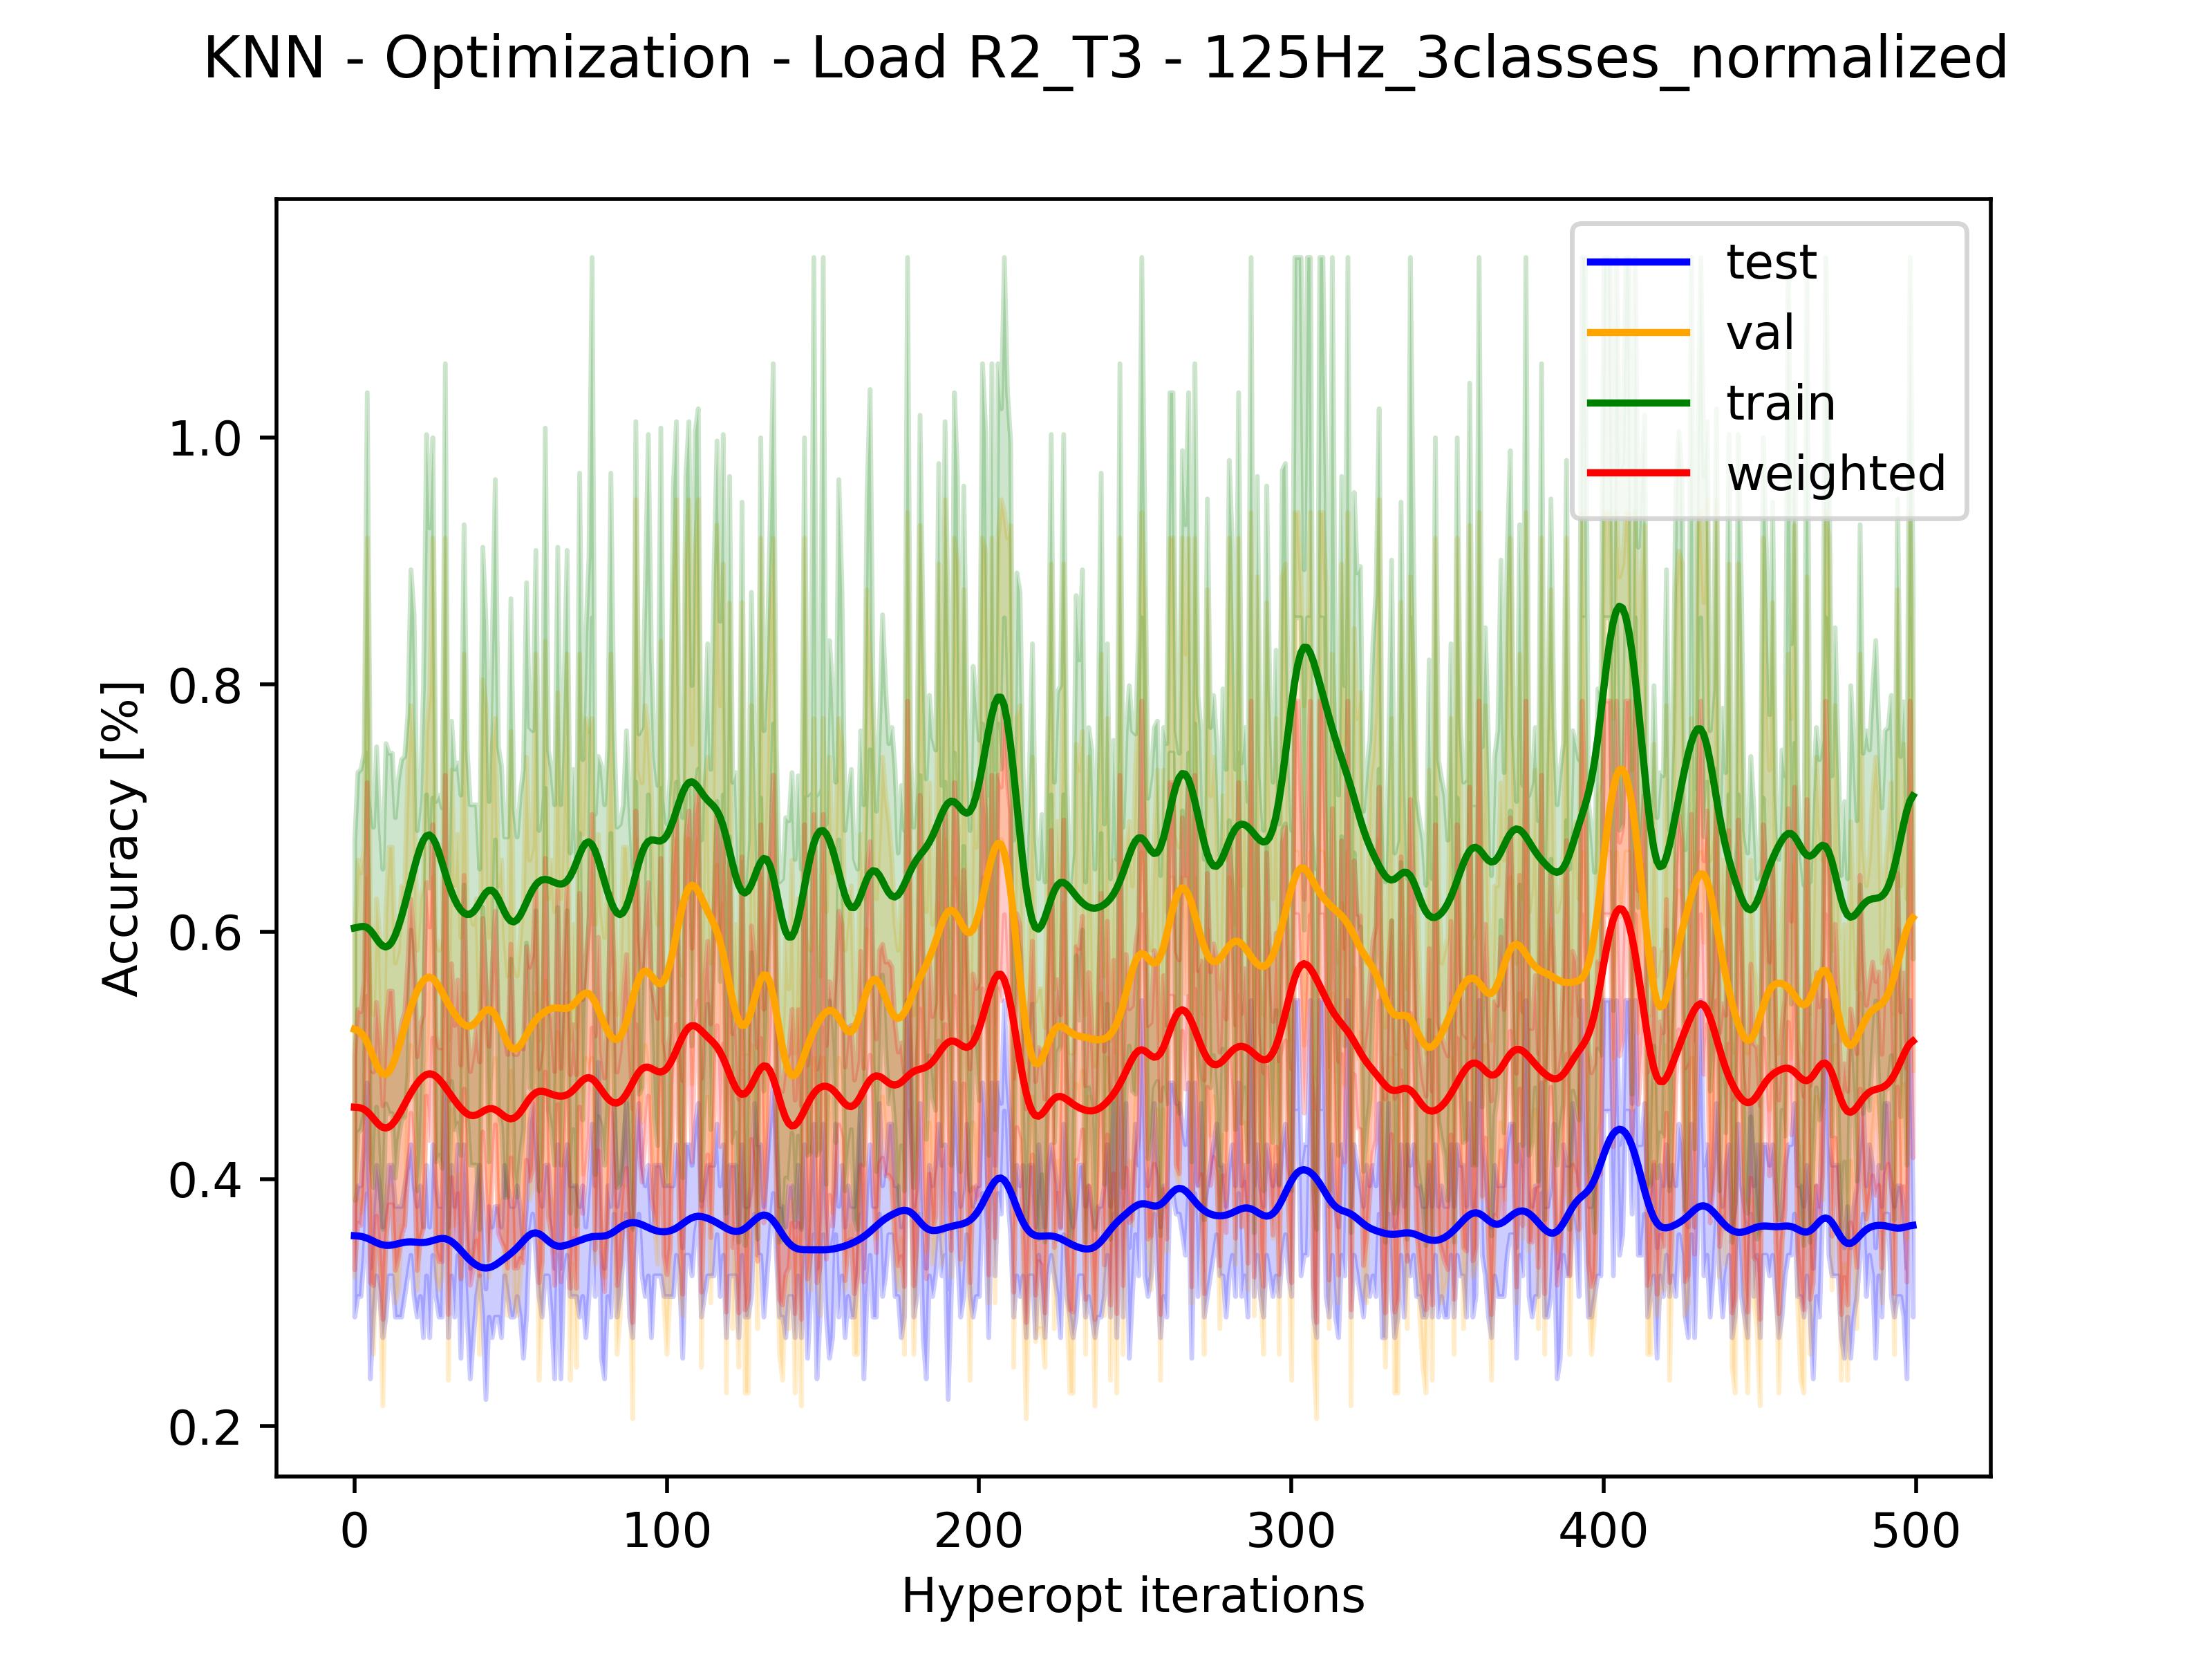 KNN - Optimization - Load R2_T3 - 125Hz_3classes_normalized
test
val
train
weighted
1.0
0.8
0.6
0.4
0.2
Accuracy [%]
0 100 200 300 400 500
Hyperopt iterations